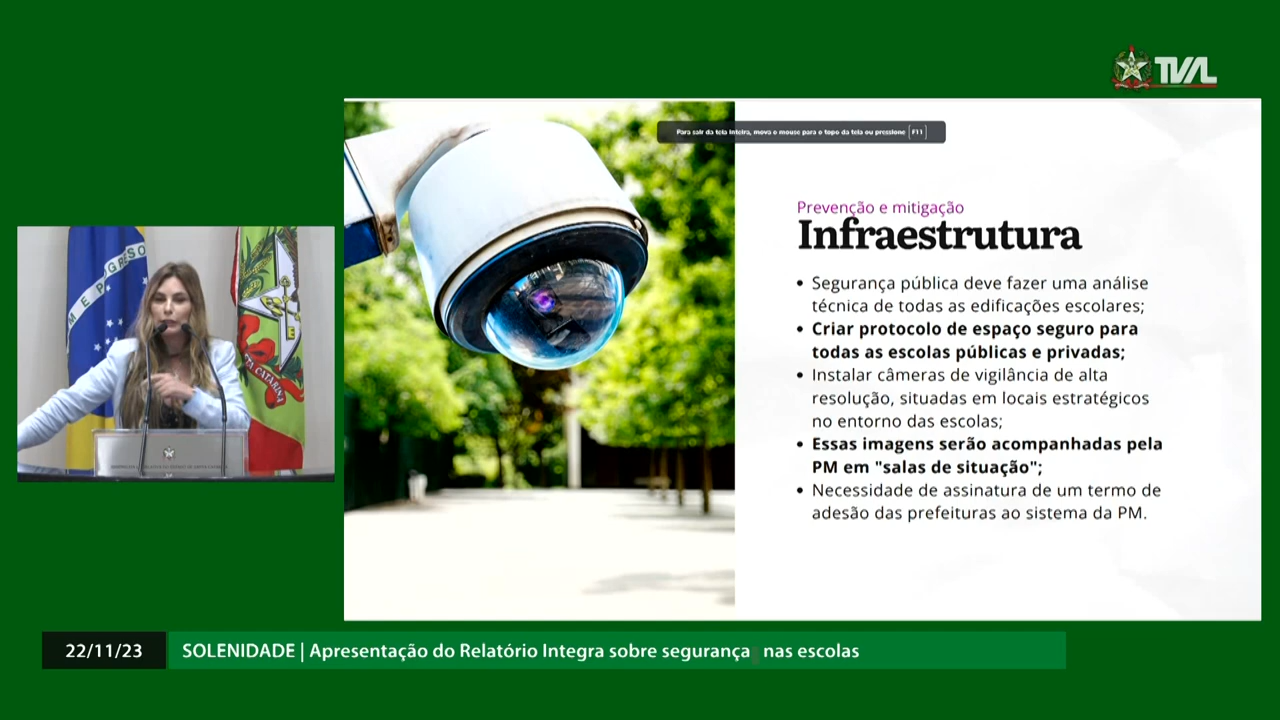 TVAL
Para sair da tela inteira, mova o mouse para o topo da tela ou pressione F11
Prevenção e mitigação
Infraestrutura
• Segurança pública deve fazer uma análise
técnica de todas as edificações escolares;
• Criar protocolo de espaço seguro para
todas as escolas públicas e privadas;
• Instalar câmeras de vigilância de alta
resolução, situadas em locais estratégicos
no entorno das escolas;
• Essas imagens serão acompanhadas pela
PM em "salas de situação";
• Necessidade de assinatura de um termo de
adesão das prefeituras ao sistema da PM.
M E PROGRESSO
TA CATARIN
22/11/23
SOLENIDADE | Apresentação do Relatório Integra sobre segurança nas escolas